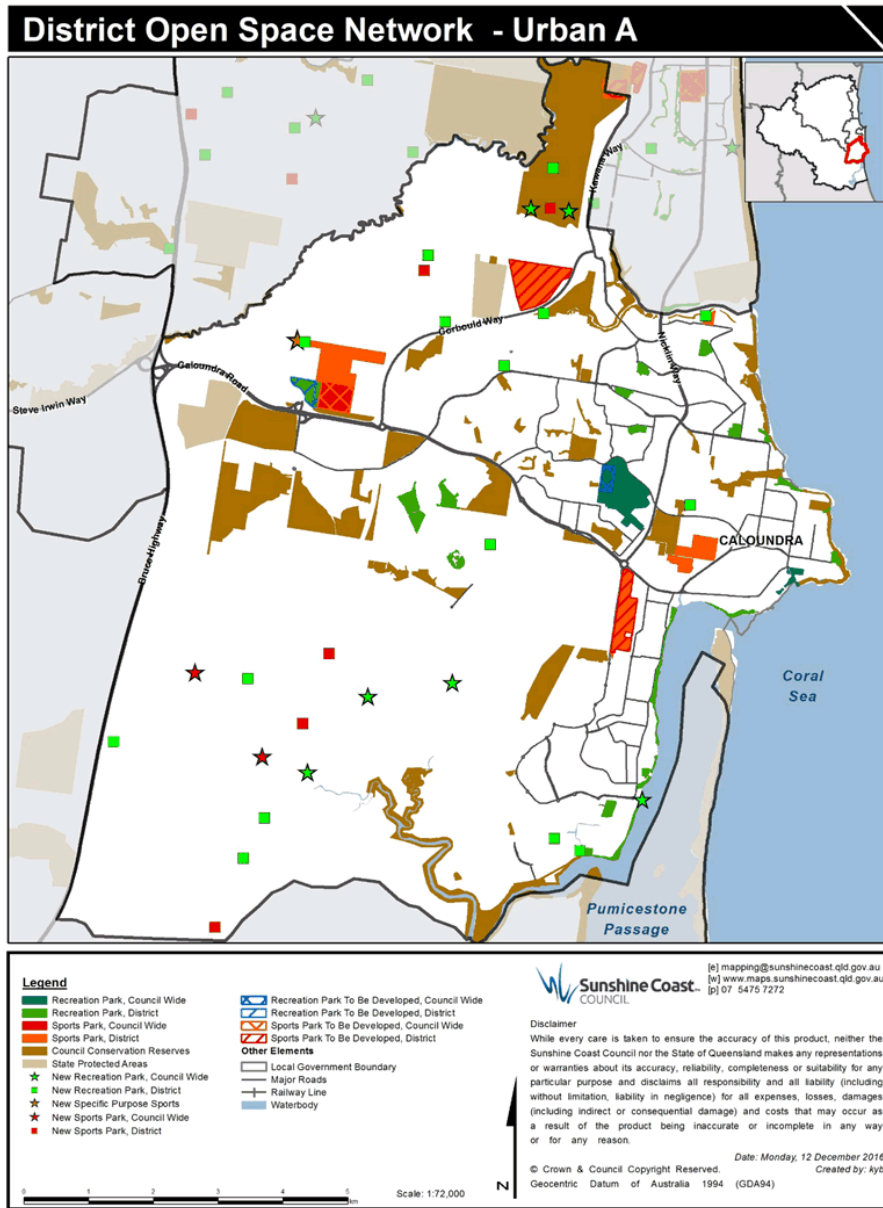 District Open Space Network - Urban A
Kawana Way
Corbould Way
Nicklin Way
Caloundra Road
Steve Irwin Way
Bruce Highway
CALOUNDRA
Coral
Sea
Pumicestone
Passage
Legend
Recreation Park, Council Wide
Recreation Park, District
Sports Park, Council Wide
Sports Park, District
Council Conservation Reserves
State Protected Areas
New Recreation Park, Council Wide
New Recreation Park, District
New Specific Purpose Sports
New Sports Park, Council Wide
New Sports Park, District
Recreation Park To Be Developed, Council Wide
Recreation Park To Be Developed, District
Sports Park To Be Developed, Council Wide
Sports Park To Be Developed, District
Other Elements
Local Government Boundary
Major Roads
Railway Line
Waterbody
0 1 2 3 4 5
km
Scale: 1:72,000
N
Sunshine Coast
COUNCIL
[e] mapping@sunshinecoast.qld.gov.au
[w] www.maps.sunshinecoast.qld.gov.au
[p] 07 5475 7272
Disclaimer
While every care is taken to ensure the accuracy of this product, neither the
Sunshine Coast Council nor the State of Queensland makes any representations
or warranties about its accuracy, reliability, completeness or suitability for any
particular purpose and disclaims all responsibility and all liability (including
without limitation, liability in negligence) for all expenses, losses, damages
(including indirect or consequential damage) and costs that may occur as
a result of the product being inaccurate or incomplete in any way
or for any reason.
Date: Monday, 12 December 2016
© Crown & Council Copyright Reserved.
Created by: kyb
Geocentric Datum of Australia 1994 (GDA94)